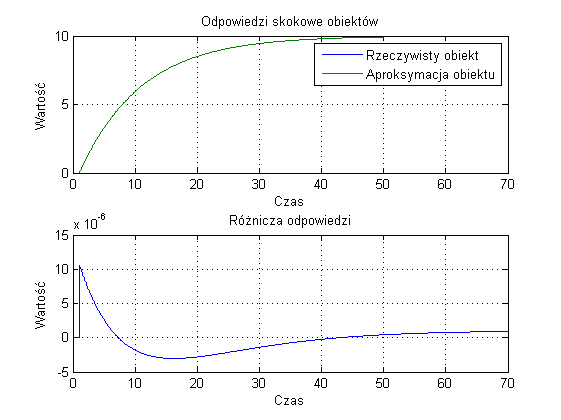 Odpowiedzi skokowe obiektów
10
5
0
Wartość
Rzeczywisty obiekt
Aproksymacja obiektu
0 10 20 30 40 50 60 70
Czas
Różnicza odpowiedzi
x 10-6
15
10
5
0
-5
Wartość
0 10 20 30 40 50 60 70
Czas